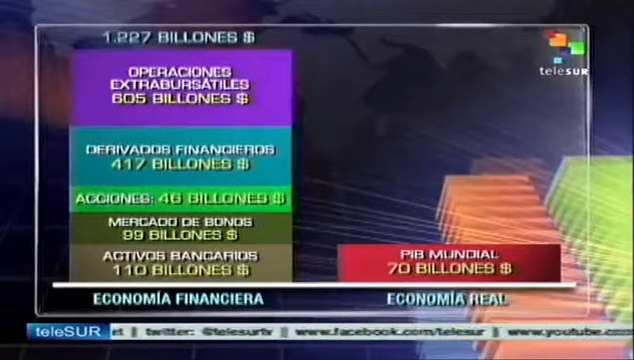 1.227 BILLONES $
teleSUR
OPERACIONES
EXTRABURSÁTILES
605 BILLONES $
DERIVADOS FINANCIEROS
417 BILLONES $
ACCIONES: 46 BILLONES $
MERCADO DE BONOS
99 BILLONES $
ACTIVOS BANCARIOS
110 BILLONES $
PIB MUNDIAL
70 BILLONES $
ECONOMÍA FINANCIERA
ECONOMÍA REAL
teleSUR | twitter: @telesurtv | www.facebook.com/telesur | www.youtube.co